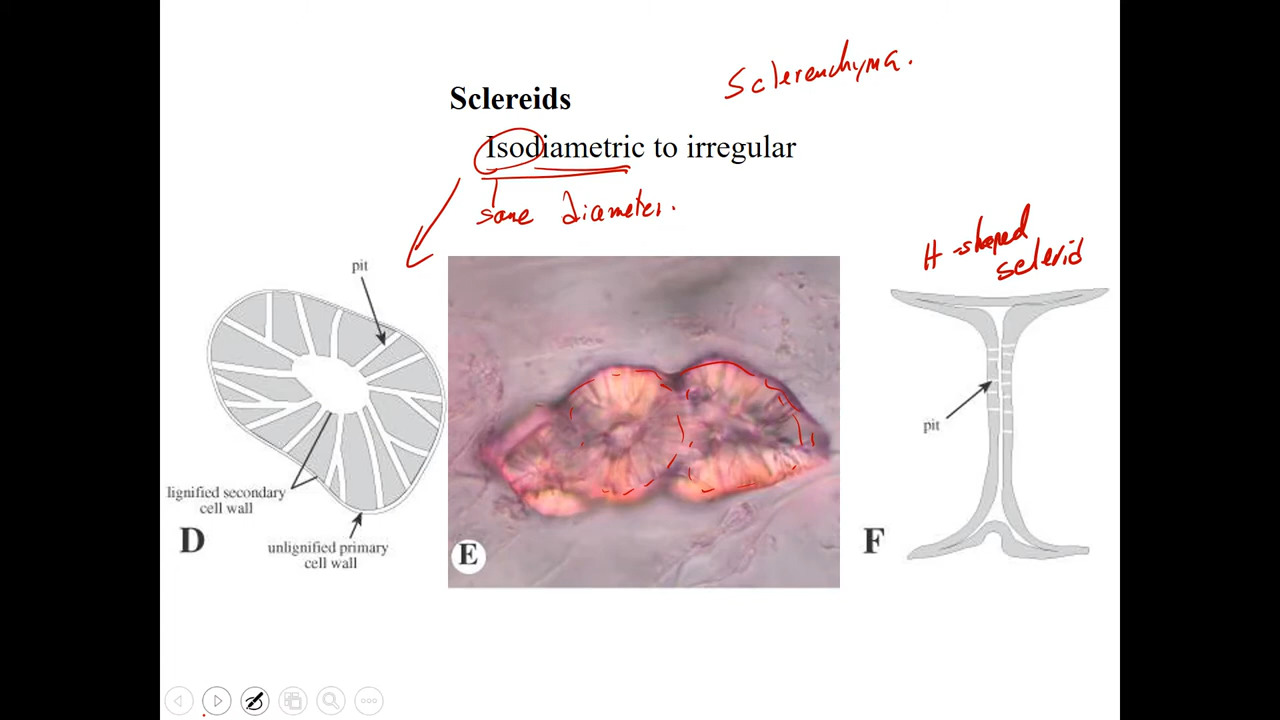 Sclerenchyma.
Sclereids
Isodiametric to irregular
same diameter.
H-shaped
sclerid
pit
lignified secondary
cell wall
D
unlignified primary
cell wall
E
pit
F